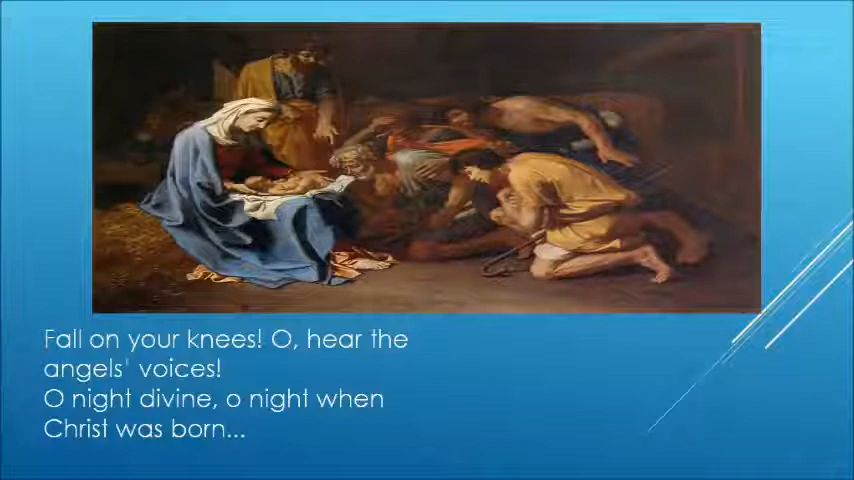 Fall on your knees! O, hear the
angels' voices!
O night divine, o night when
Christ was born...